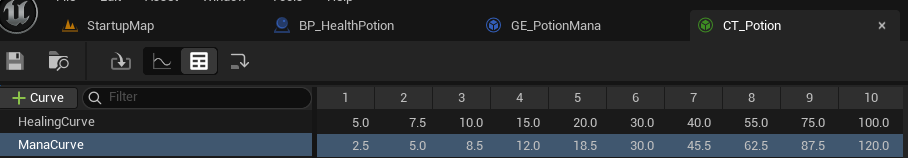 StartupMap BP_HealthPotion GE_PotionMana CT_Potion
Curve Filter 1 2 3 4 5 6 7 8 9 10
HealingCurve 5.0 7.5 10.0 15.0 20.0 30.0 40.0 55.0 75.0 100.0
ManaCurve 2.5 5.0 8.5 12.0 18.5 30.0 45.5 62.5 87.5 120.0